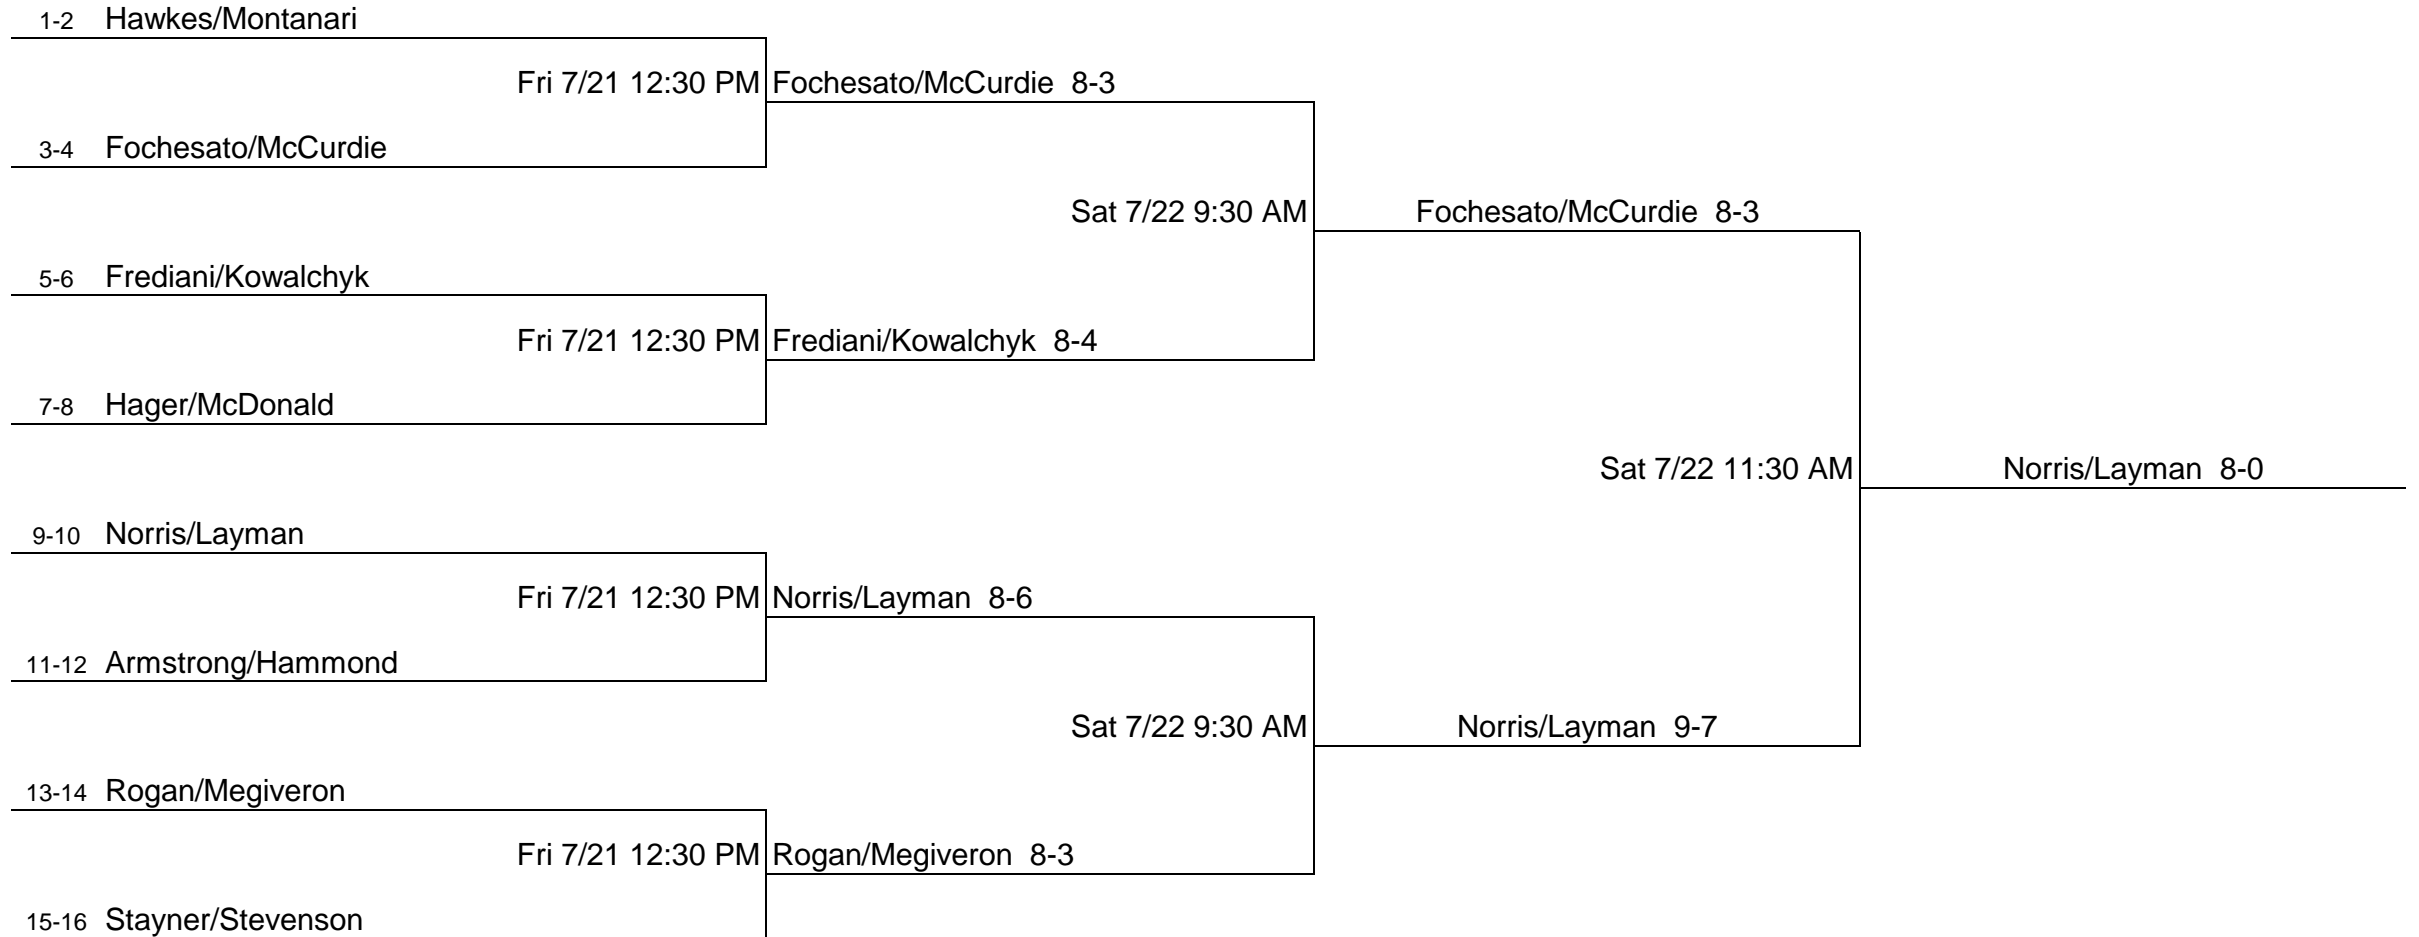 1-2 Hawkes/Montanari
Fri 7/21 12:30 PM Fochesato/McCurdie 8-3
3-4 Fochesato/McCurdie
Sat 7/22 9:30 AM Fochesato/McCurdie 8-3
5-6 Frediani/Kowalchyk
Fri 7/21 12:30 PM Frediani/Kowalchyk 8-4
7-8 Hager/McDonald
Sat 7/22 11:30 AM Norris/Layman 8-0
9-10 Norris/Layman
Fri 7/21 12:30 PM Norris/Layman 8-6
11-12 Armstrong/Hammond
Sat 7/22 9:30 AM Norris/Layman 9-7
13-14 Rogan/Megiveron
Fri 7/21 12:30 PM Rogan/Megiveron 8-3
15-16 Stayner/Stevenson